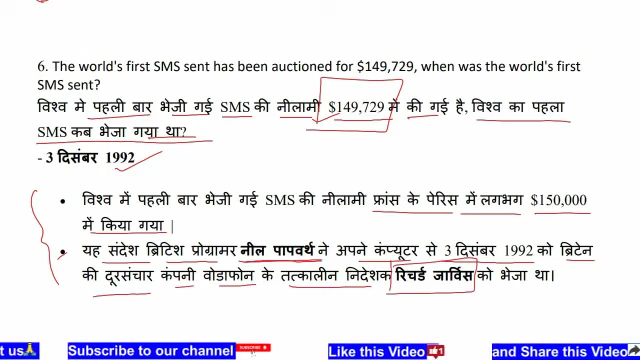 6. The world's first SMS sent has been auctioned for $149,729, when was the world's first
SMS sent?
विश्व मे पहली बार भेजी गई SMS की नीलामी $149,729 में की गई है, विश्व का पहला
SMS कब भेजा गया था?
- 3 दिसंबर 1992
• विश्व में पहली बार भेजी गई SMS की नीलामी फ्रांस के पेरिस में लगभग $150,000
में किया गया |
• यह संदेश ब्रिटिश प्रोग्रामर नील पापवर्थ ने अपने कंप्यूटर से 3 दिसंबर 1992 को ब्रिटेन
की दूरसंचार कंपनी वोडाफोन के तत्कालीन निदेशक रिचर्ड जार्विस को भेजा था।
t us Subscribe to our channel Like this Video and Share this Video